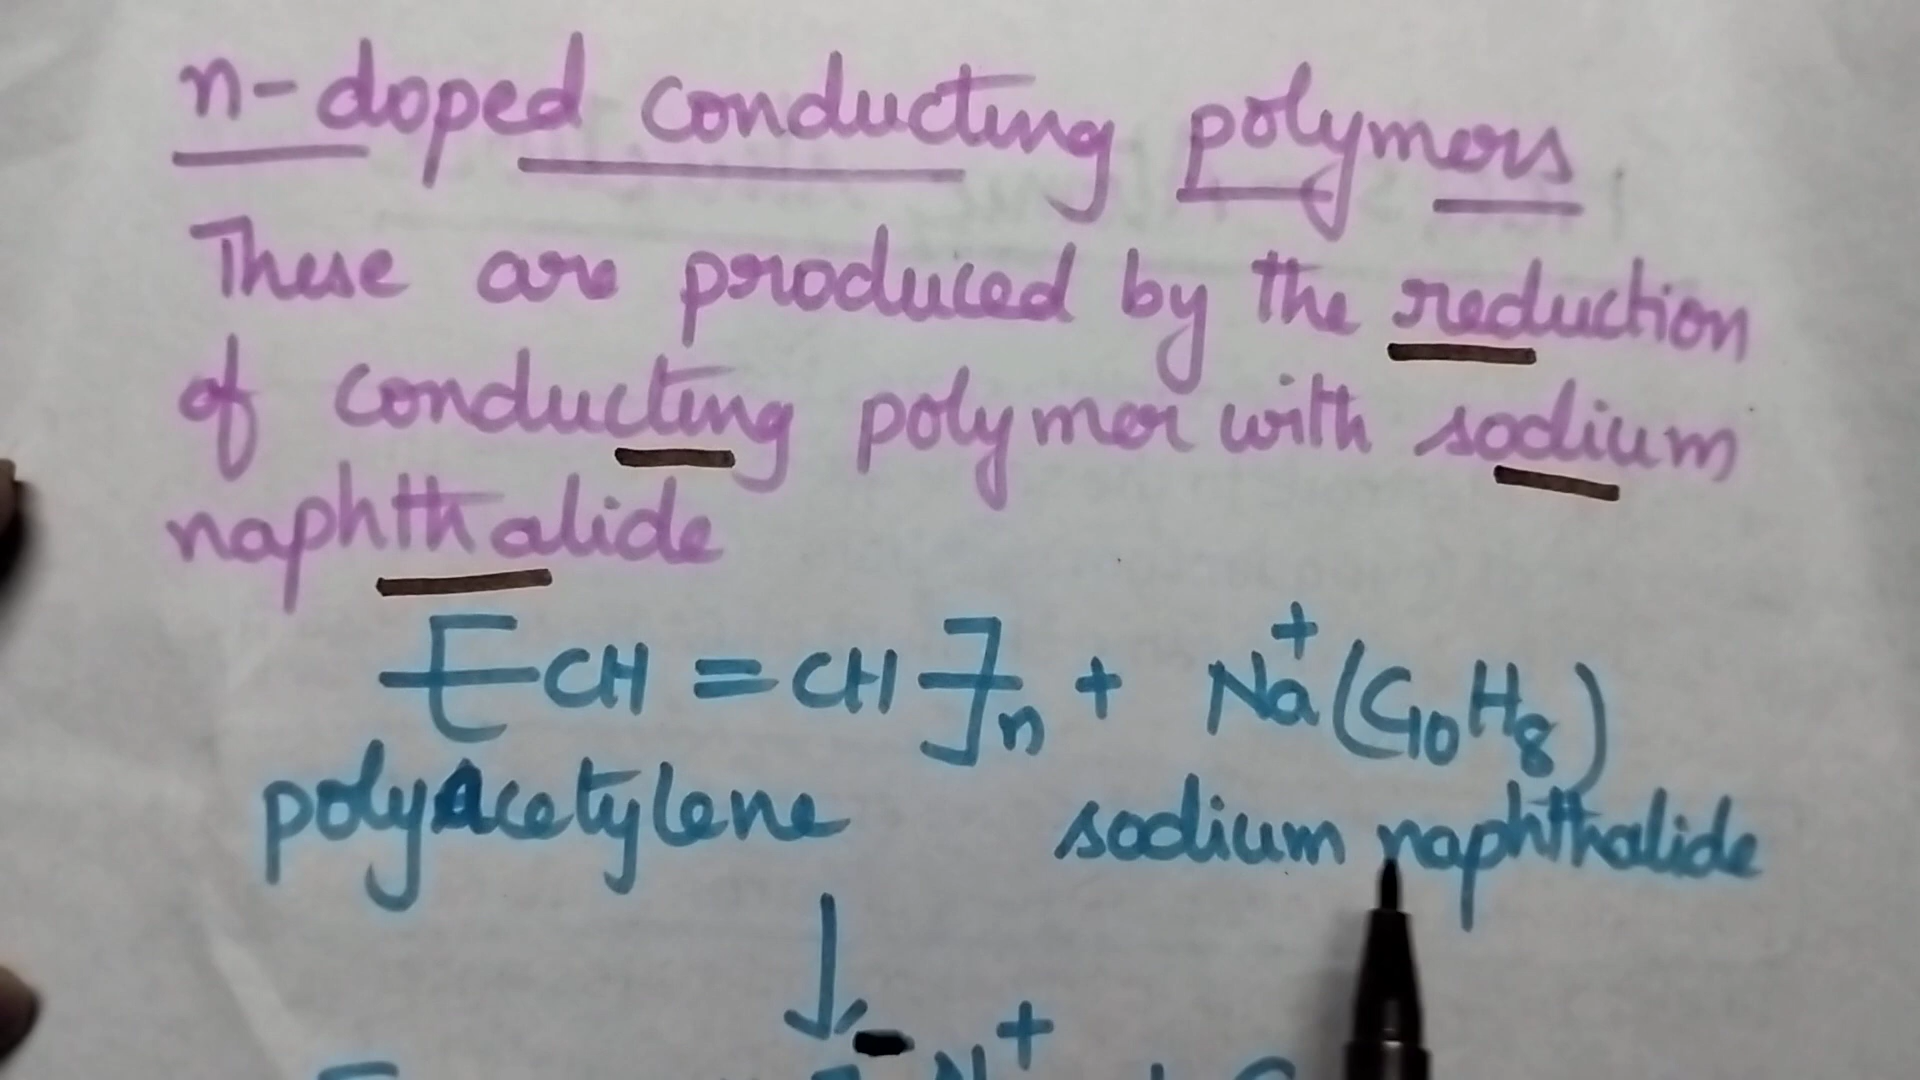 n-doped conducting polymers
These are produced by the reduction
of conducting polymer with sodium
naphthalide
-[CH = CH]-n + Na+(C10H8)
polyAcetylene sodium naphthalide
↓
- N+ +